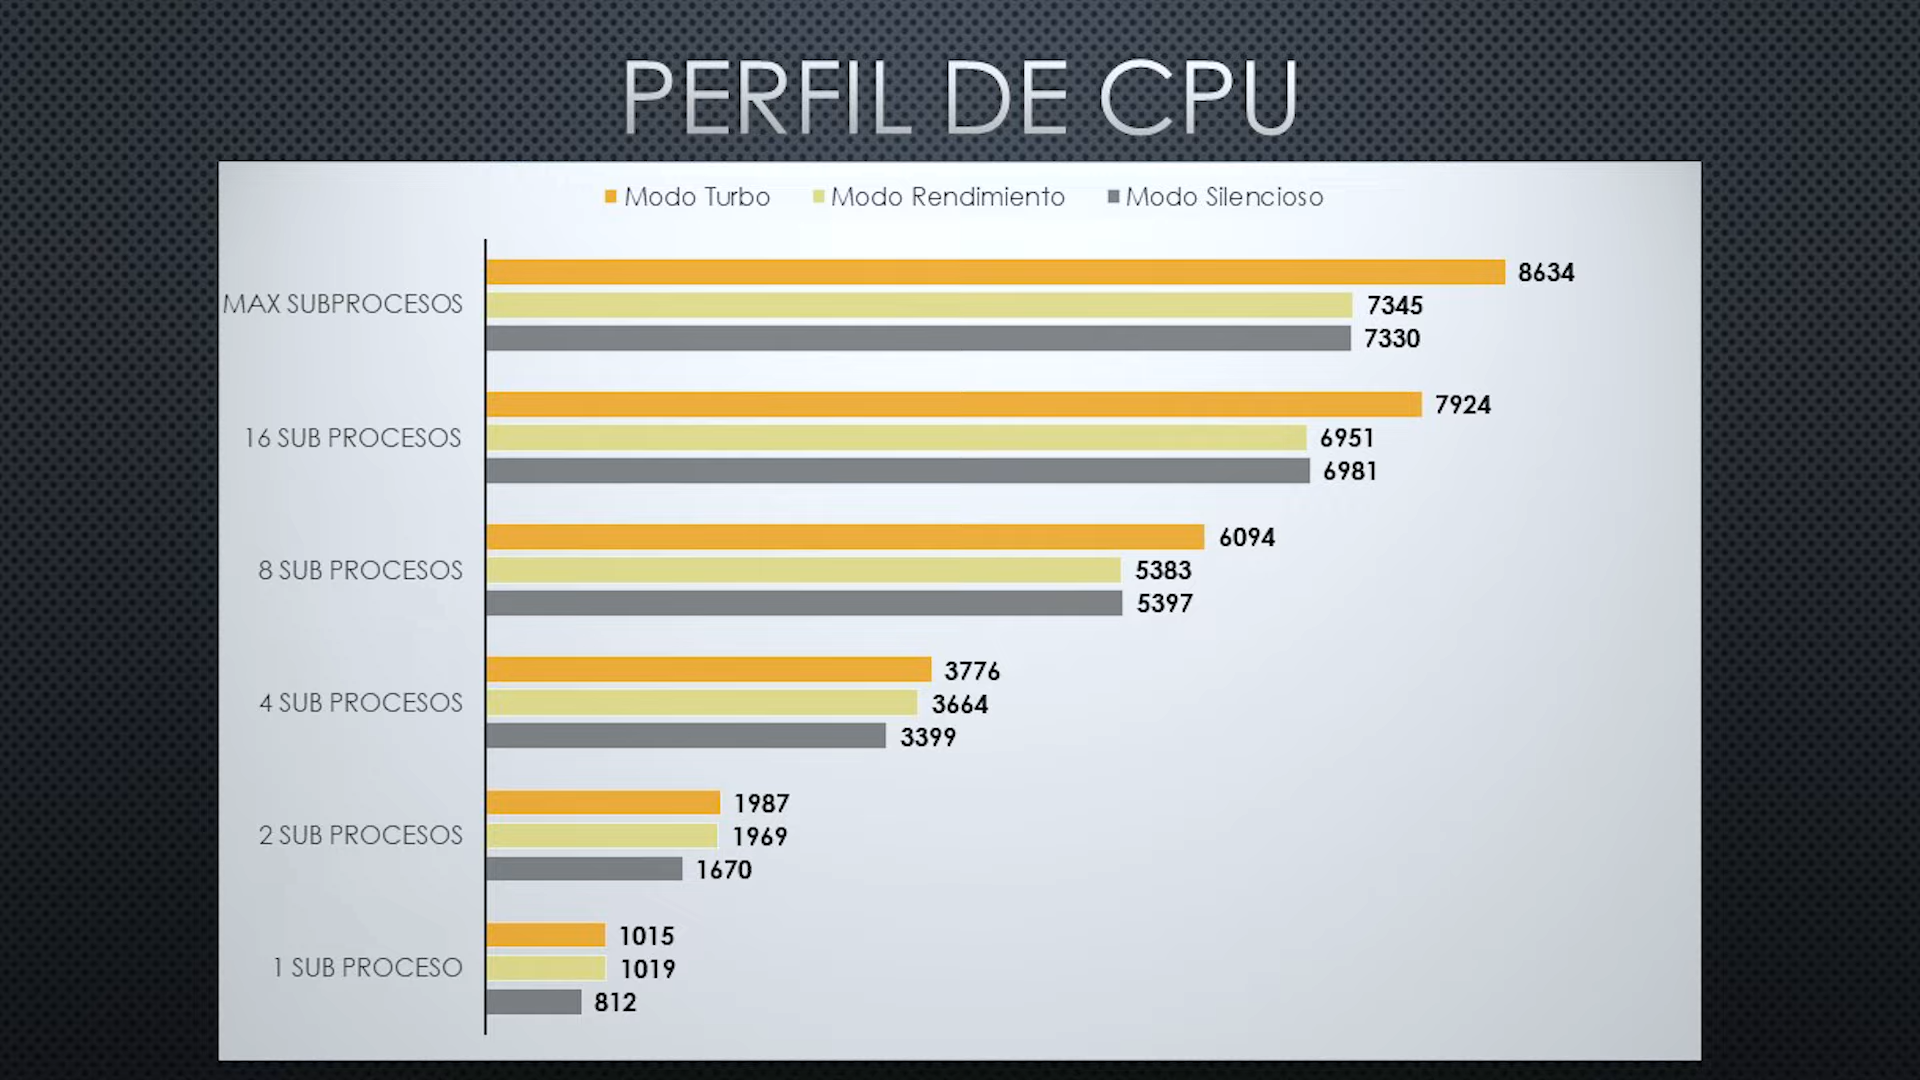 PERFIL DE CPU
Modo Turbo Modo Rendimiento Modo Silencioso
8634
MAX SUBPROCESOS 7345
7330
7924
16 SUB PROCESOS 6951
6981
6094
8 SUB PROCESOS 5383
5397
3776
4 SUB PROCESOS 3664
3399
1987
2 SUB PROCESOS 1969
1670
1015
1 SUB PROCESO 1019
812